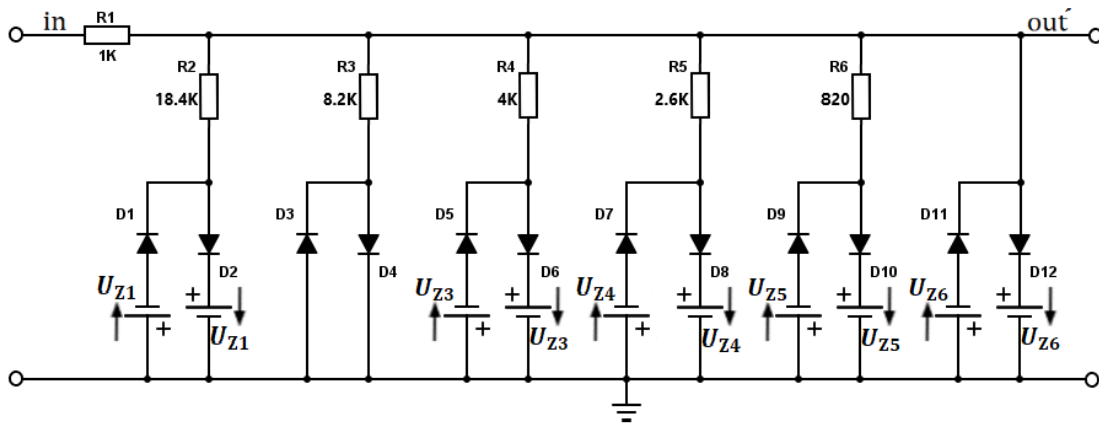 in
R1
1K
out´
R2
18.4K
R3
8.2K
R4
4K
R5
2.6K
R6
820
D1
D2
D3
D4
D5
D6
D7
D8
D9
D10
D11
D12
UZ1
+
+
UZ1
UZ3
+
+
UZ3
UZ4
+
+
UZ4
UZ5
+
+
UZ5
UZ6
+
+
UZ6